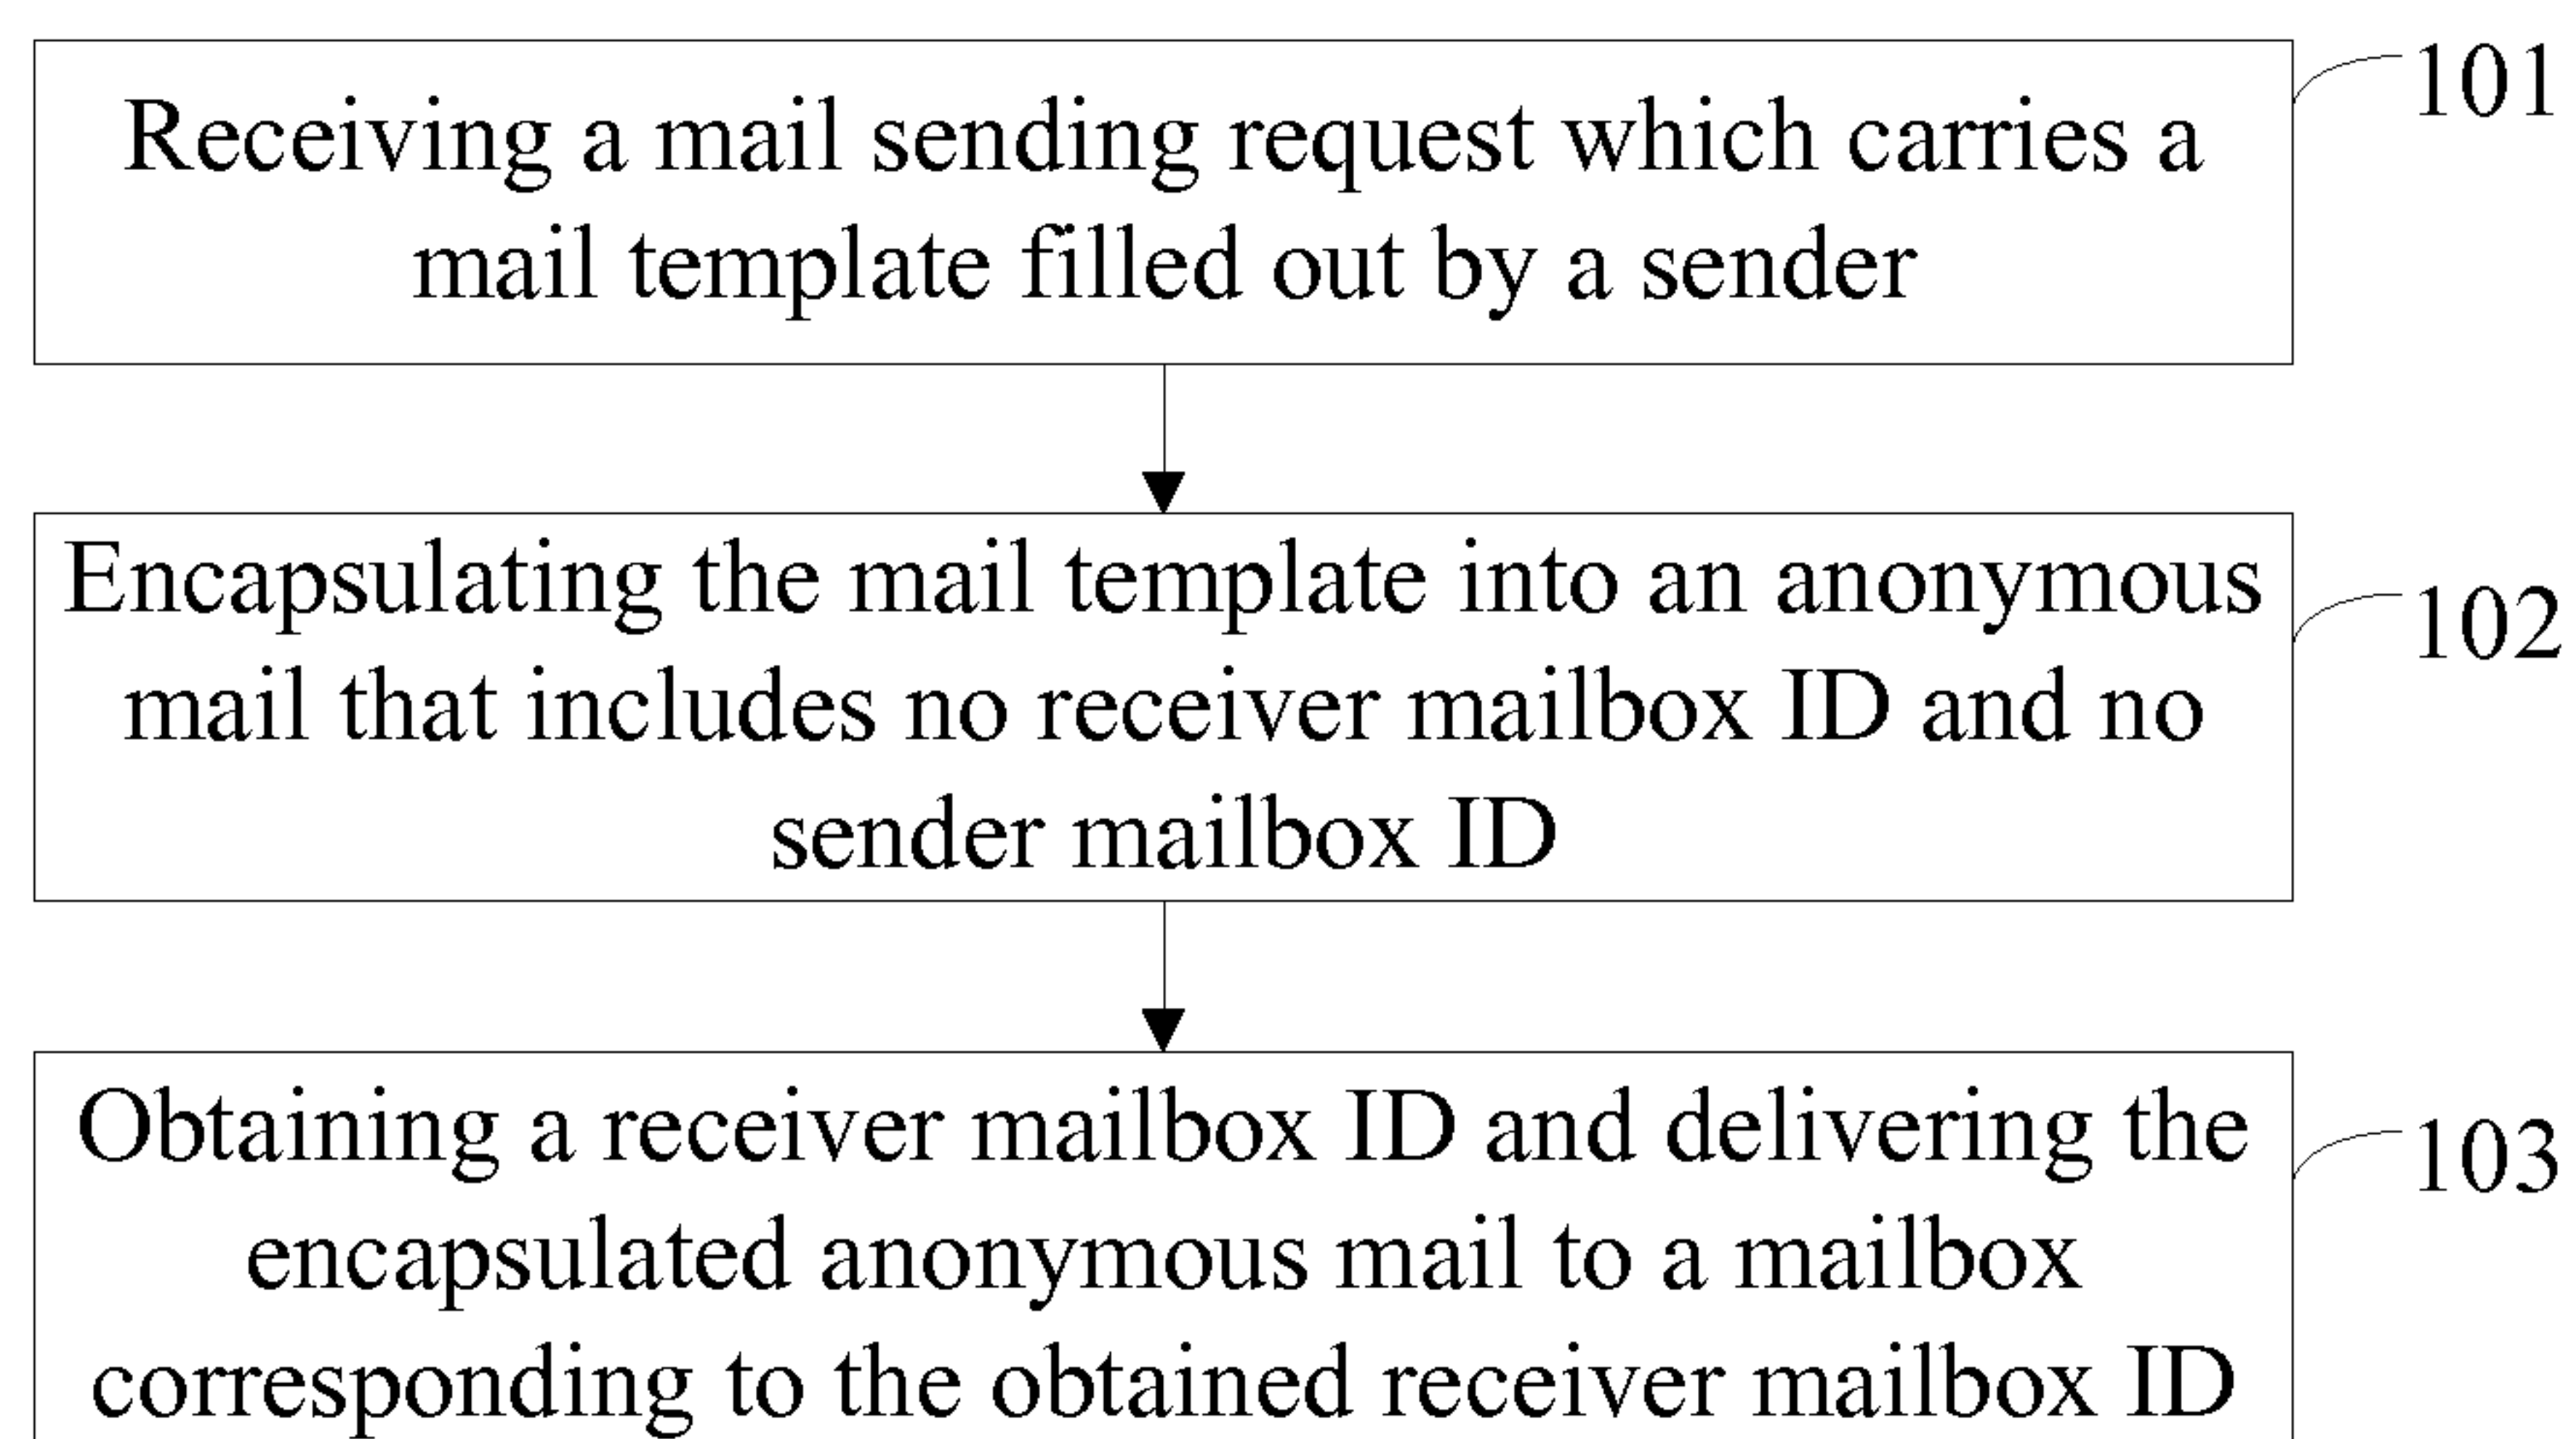 Receiving a mail sending request which carries a
mail template filled out by a sender
101
Encapsulating the mail template into an anonymous
mail that includes no receiver mailbox ID and no
sender mailbox ID
102
Obtaining a receiver mailbox ID and delivering the
encapsulated anonymous mail to a mailbox
corresponding to the obtained receiver mailbox ID
103